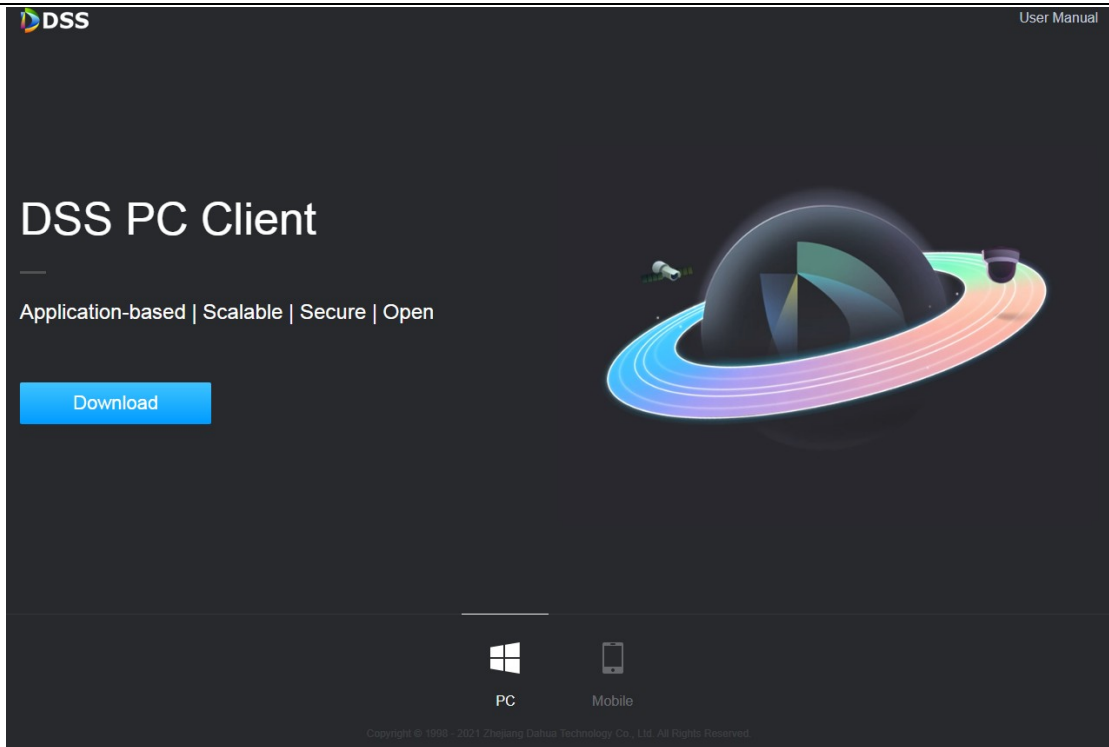 DSS
User Manual
DSS PC Client
Application-based | Scalable | Secure | Open
Download
PC
Mobile
Copyright © 1998 - 2021 Zhejiang Dahua Technology Co., Ltd. All Rights Reserved.